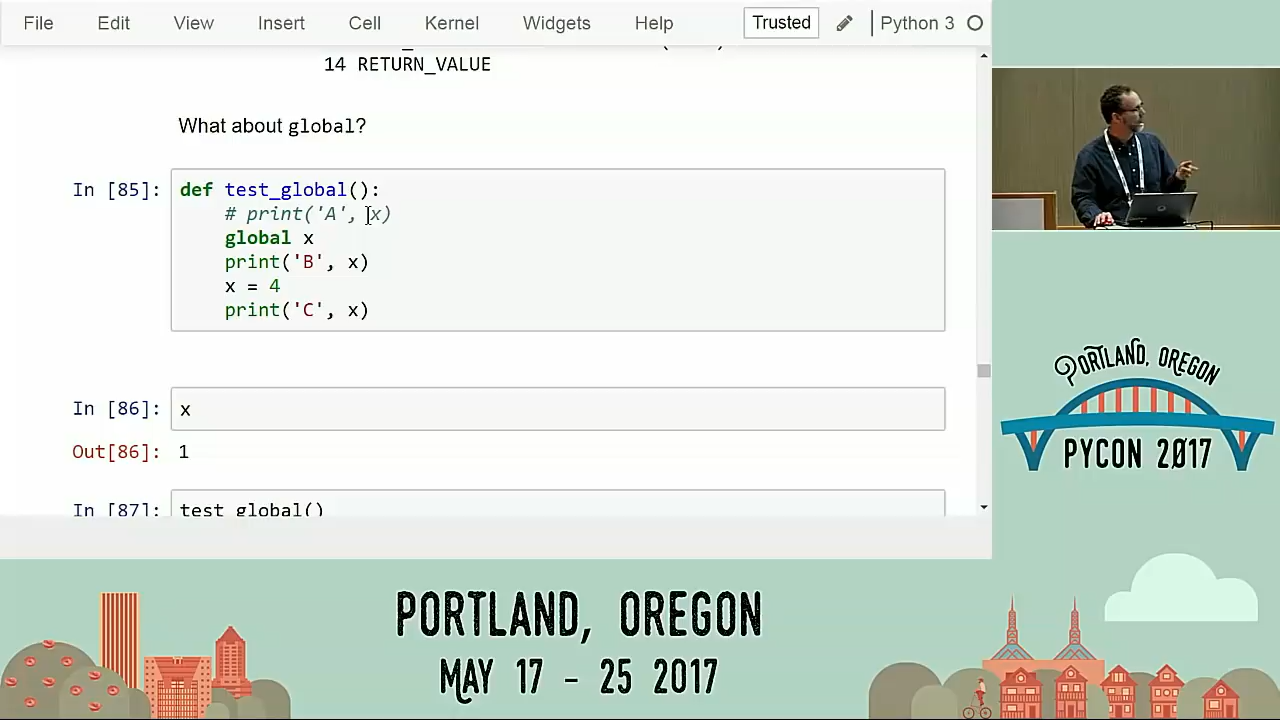 File Edit View Insert Cell Kernel Widgets Help Trusted Python 3
14 RETURN_VALUE
What about global?
In [85]: def test_global():
# print('A', x)
global x
print('B', x)
x = 4
print('C', x)
In [86]: x
Out[86]: 1
In [87]: test_global()
PORTLAND, OREGON
PYCON 2017
PORTLAND, OREGON
MAY 17 - 25 2017